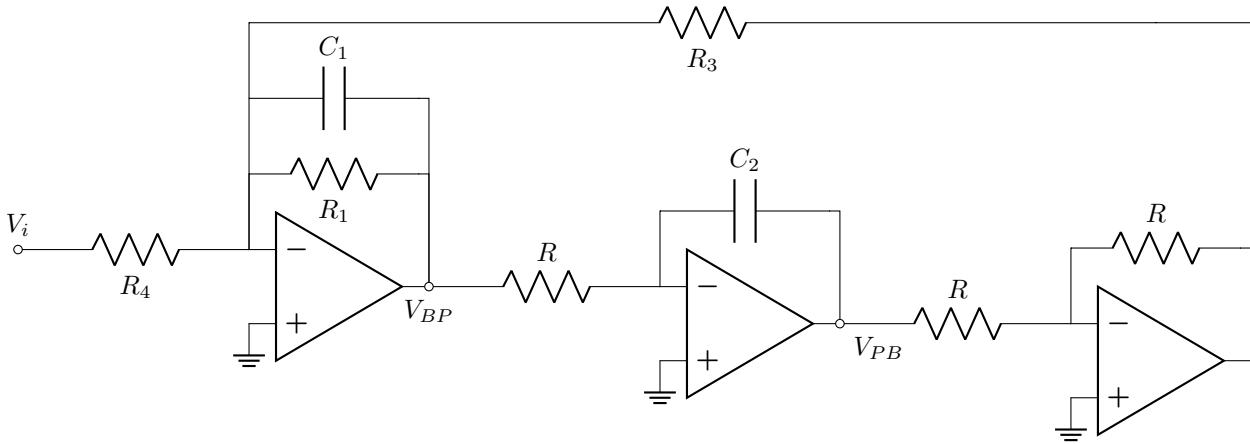 R_3
C_1
R_1
C_2
V_i
R_4
R
R
R
V_{BP}
V_{PB}
− +
− +
− +